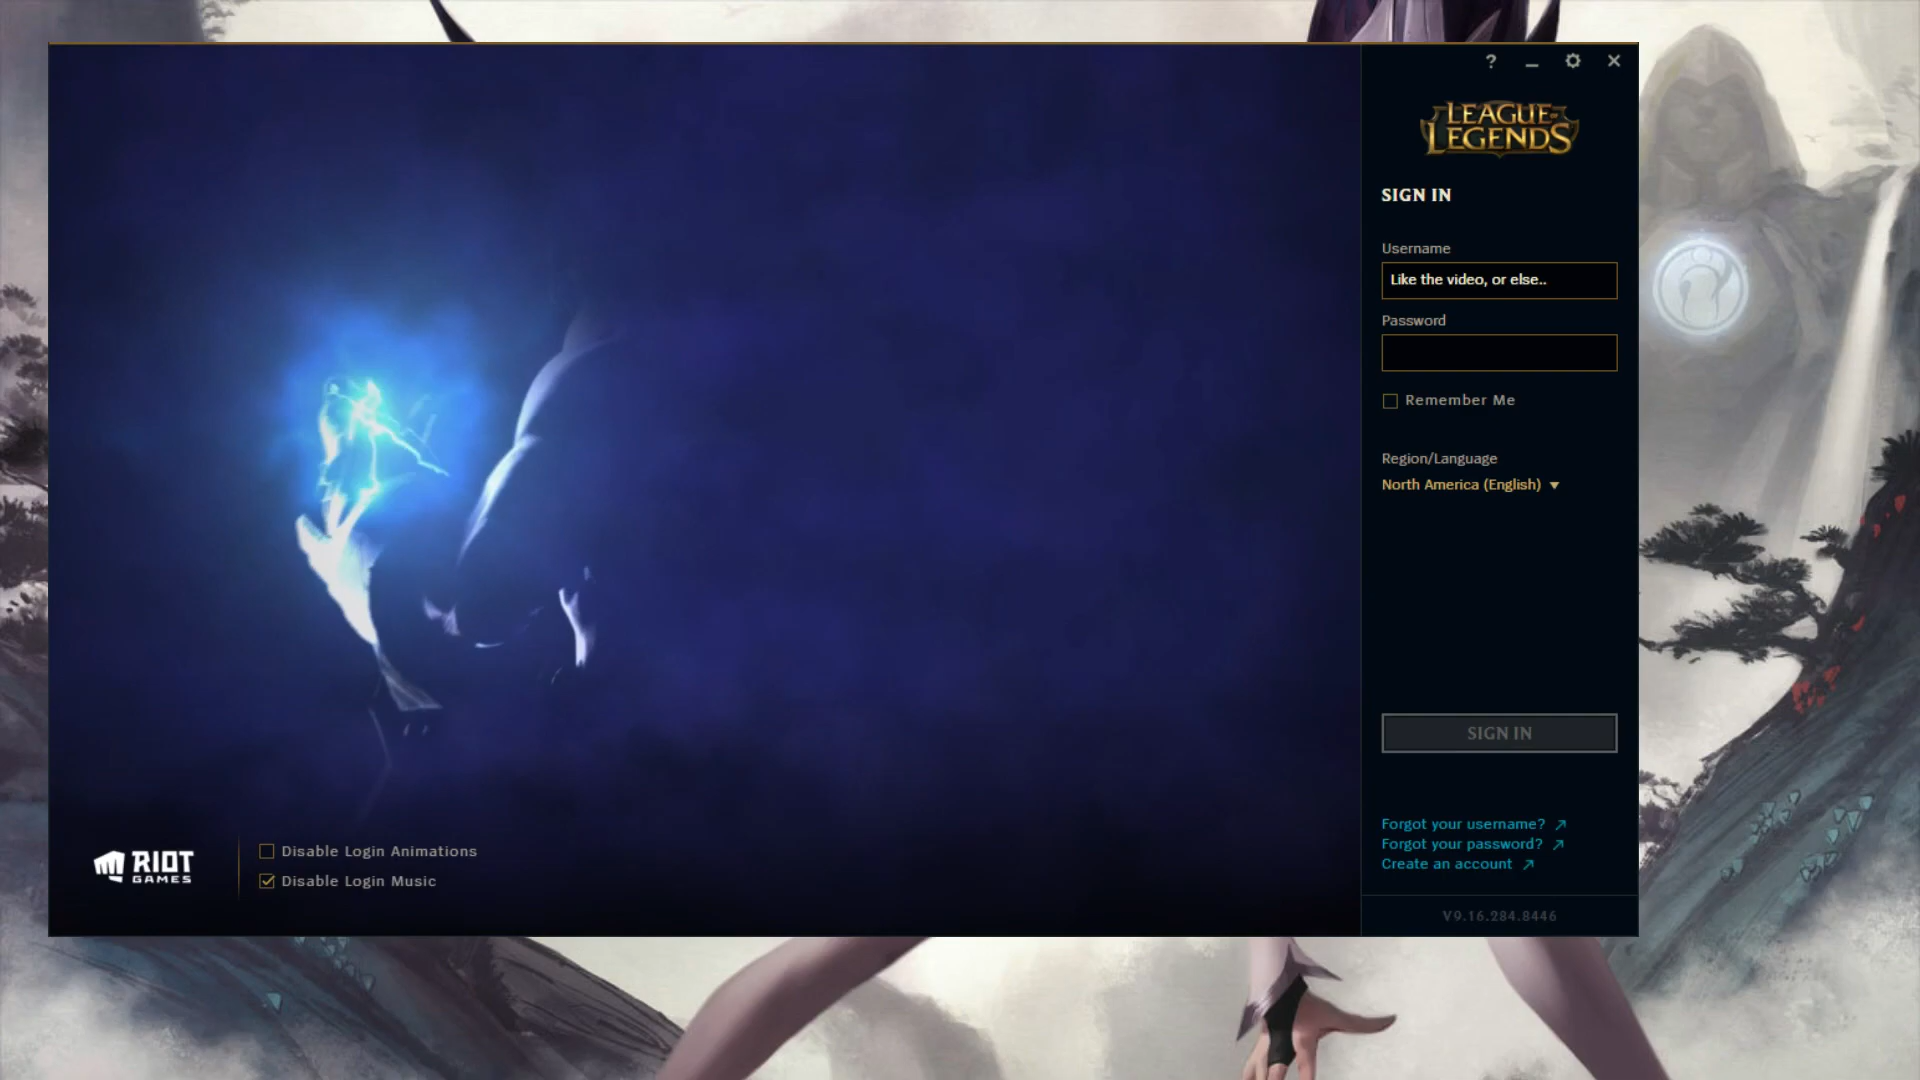 ?
LEAGUE OF
LEGENDS
SIGN IN
Username
Like the video, or else..
Password
Remember Me
Region/Language
North America (English)
SIGN IN
Forgot your username?
Forgot your password?
Create an account
V9.16.284.8446
RIOT
GAMES
Disable Login Animations
Disable Login Music